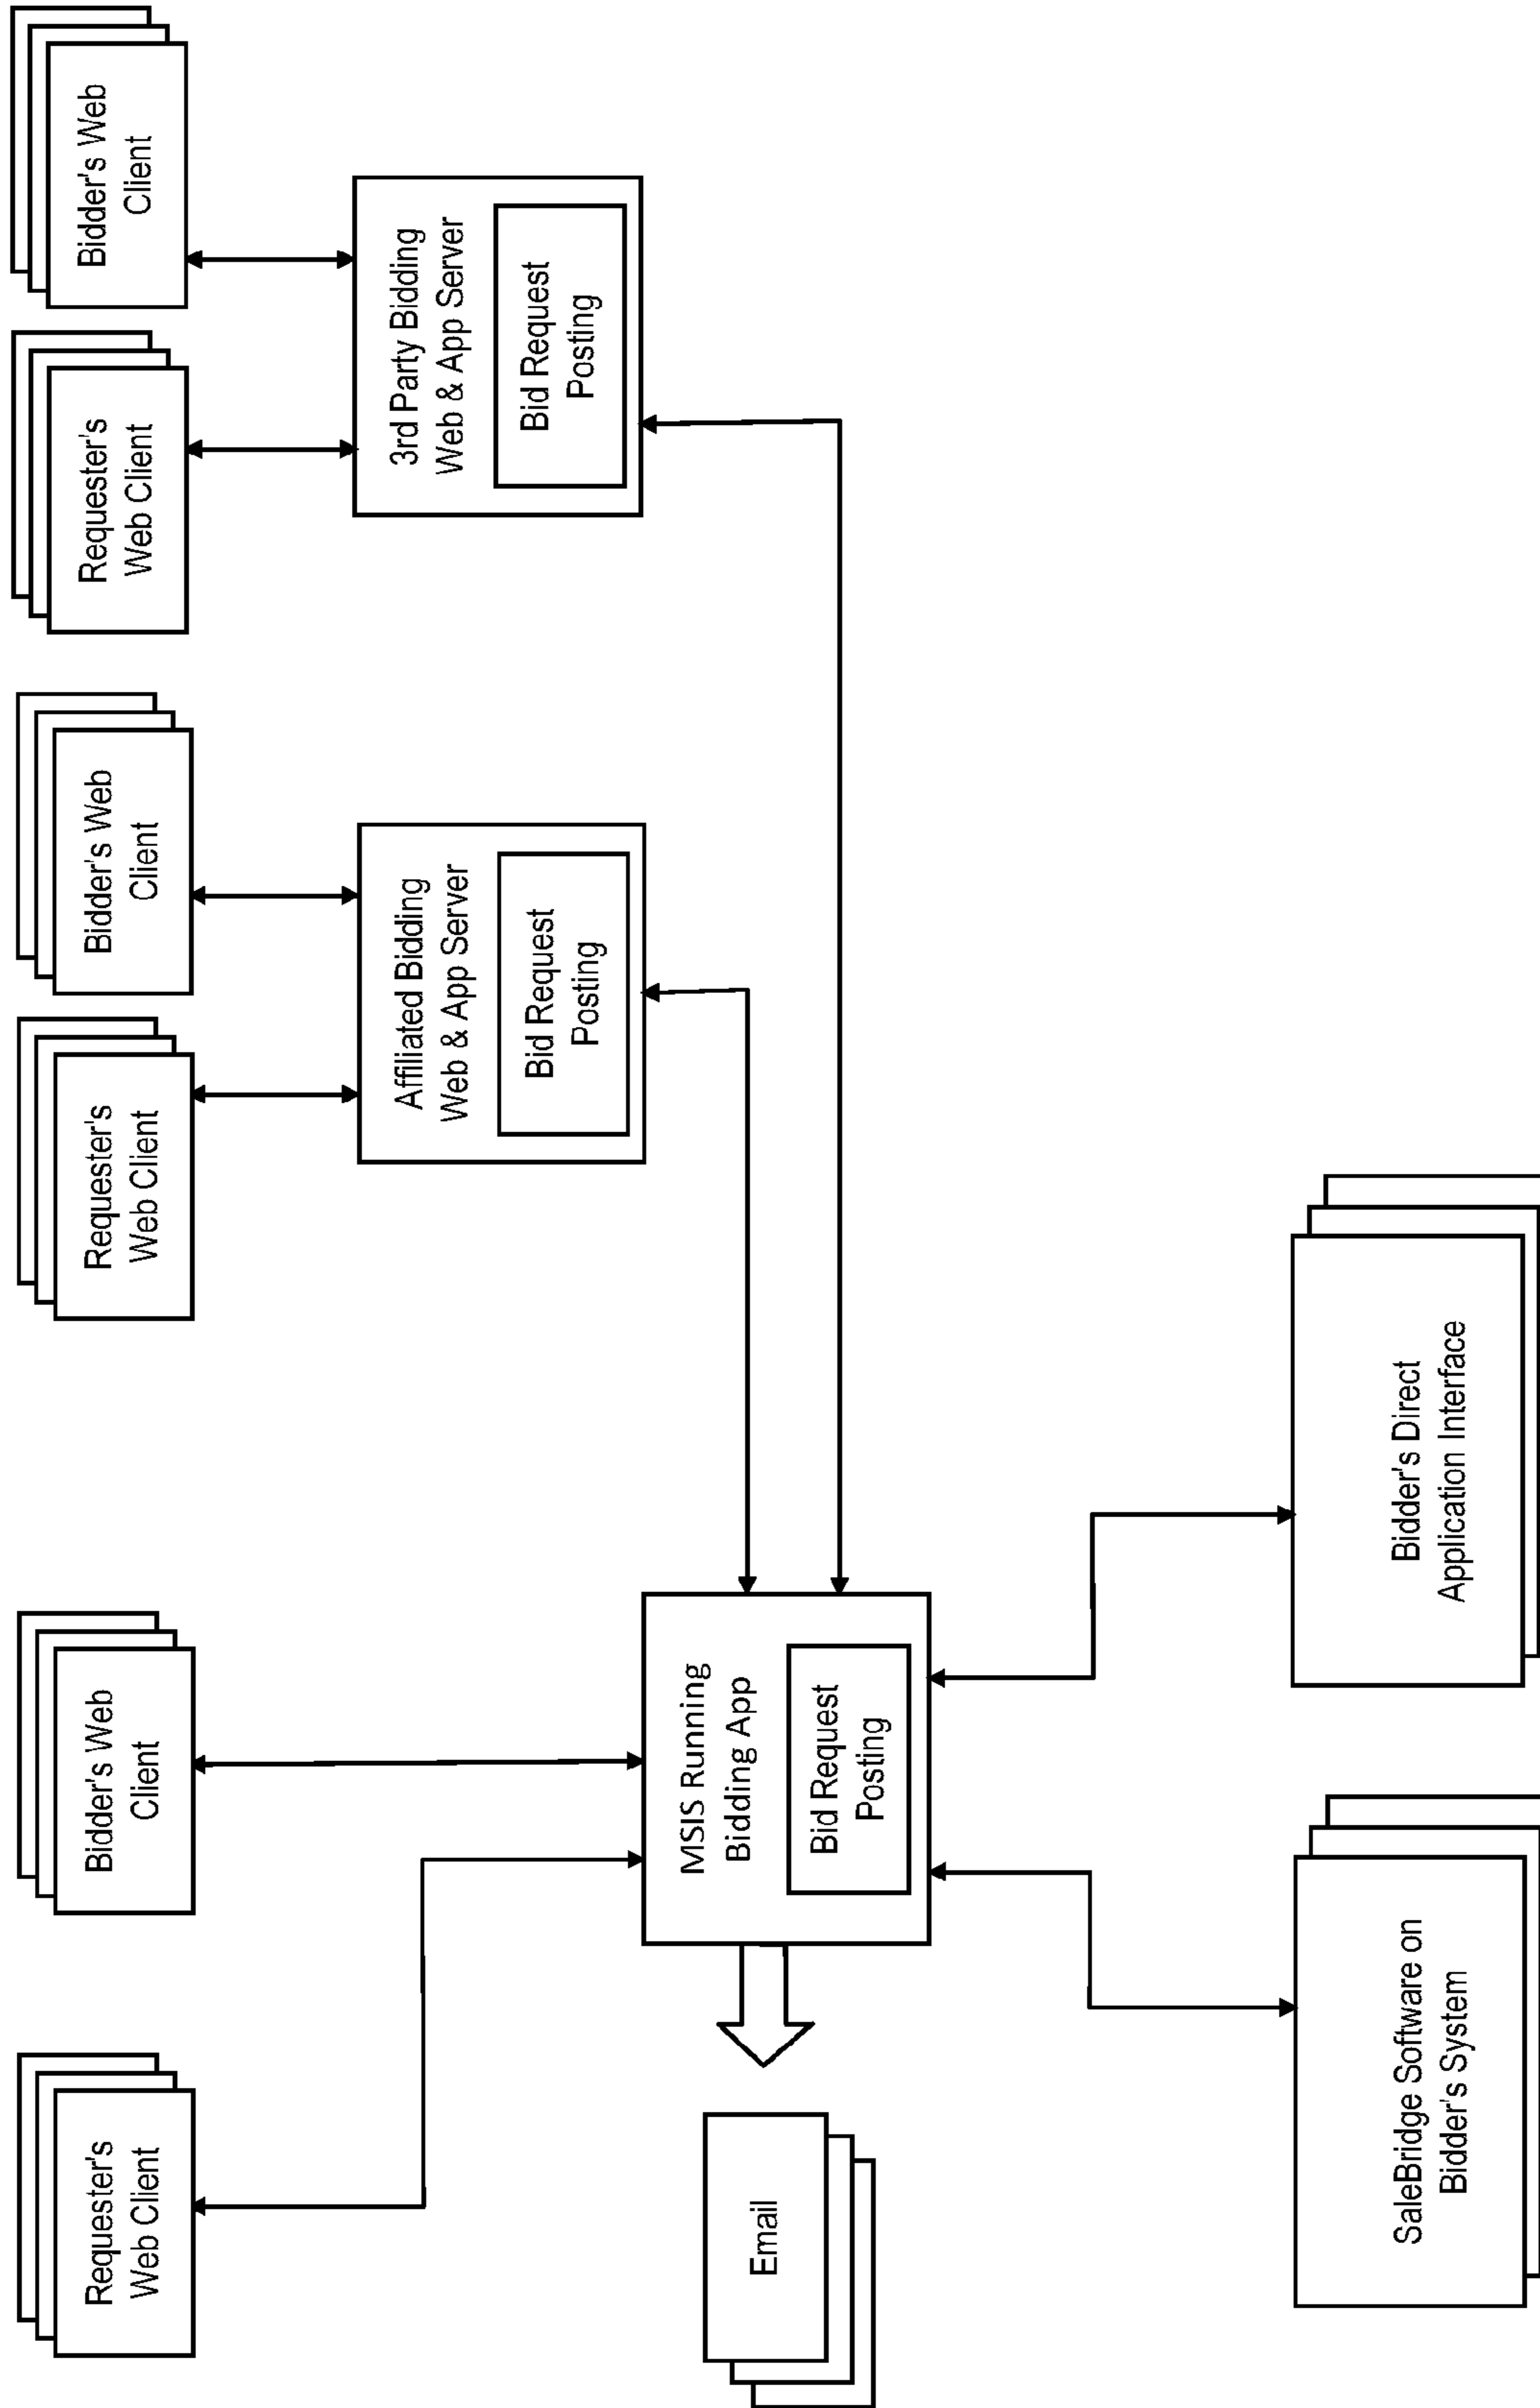 Requester's
Web Client
Bidder's Web
Client
Requester's
Web Client
Bidder's Web
Client
Requester's
Web Client
Bidder's Web
Client
Affiliated Bidding
Web & App Server
Bid Request
Posting
3rd Party Bidding
Web & App Server
Bid Request
Posting
Email
MSIS Running
Bidding App
Bid Request
Posting
SaleBridge Software on
Bidder's System
Bidder's Direct
Application Interface